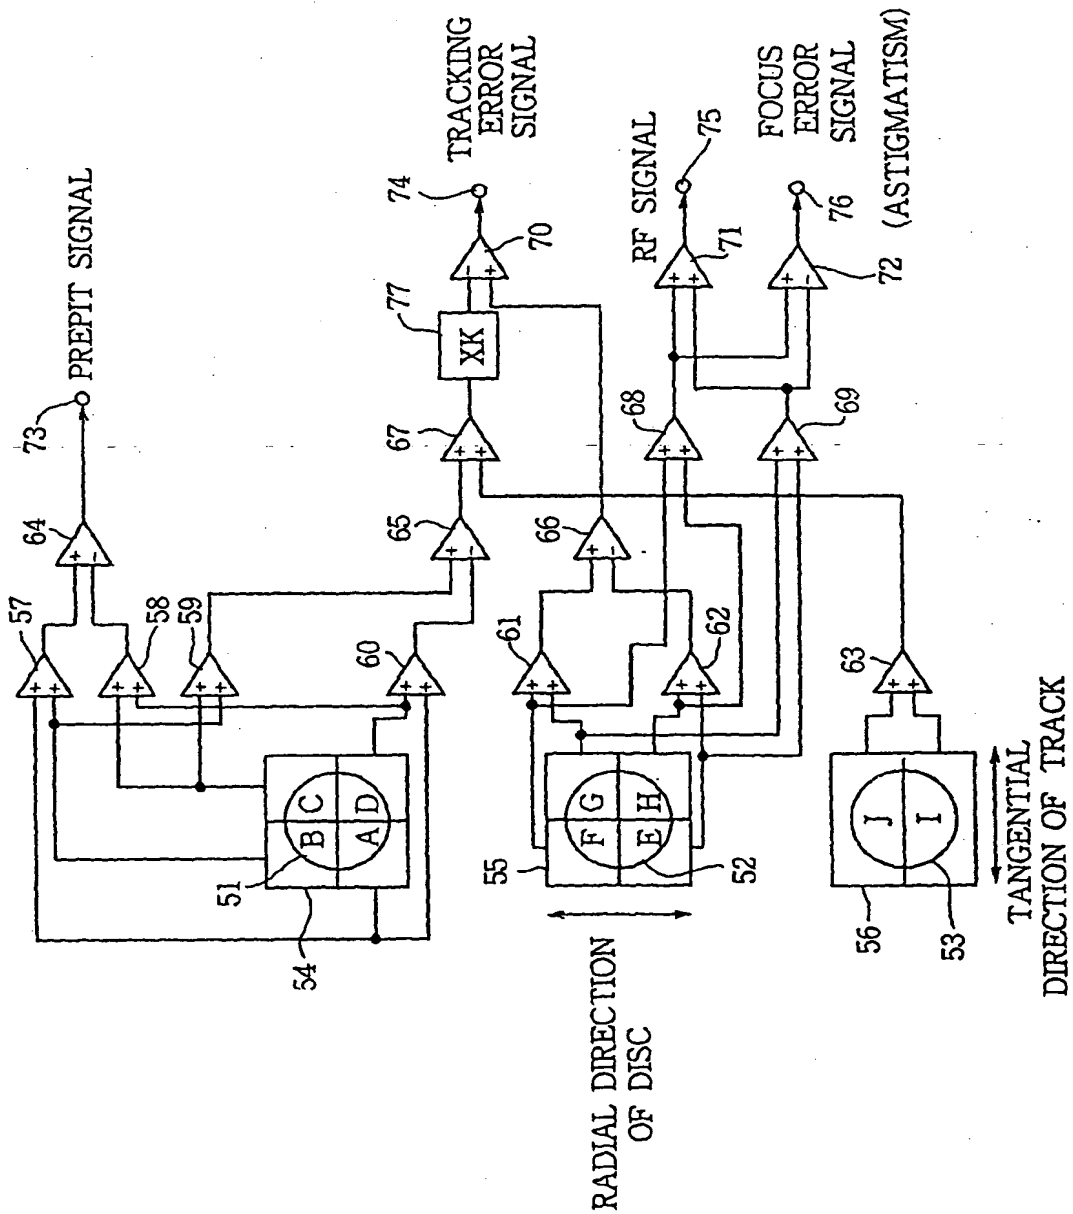 73
PREPIT SIGNAL
TRACKING
ERROR
SIGNAL
74
70
77
XK
64
+
-
57
58
59
60
65
67
66
61
62
68
69
63
RF SIGNAL
75
71
FOCUS
ERROR
SIGNAL
76
72
(ASTIGMATISM)
51
B
C
A
D
54
55
F
G
E
H
52
56
J
I
53
RADIAL DIRECTION
OF DISC
TANGENTIAL
DIRECTION OF TRACK